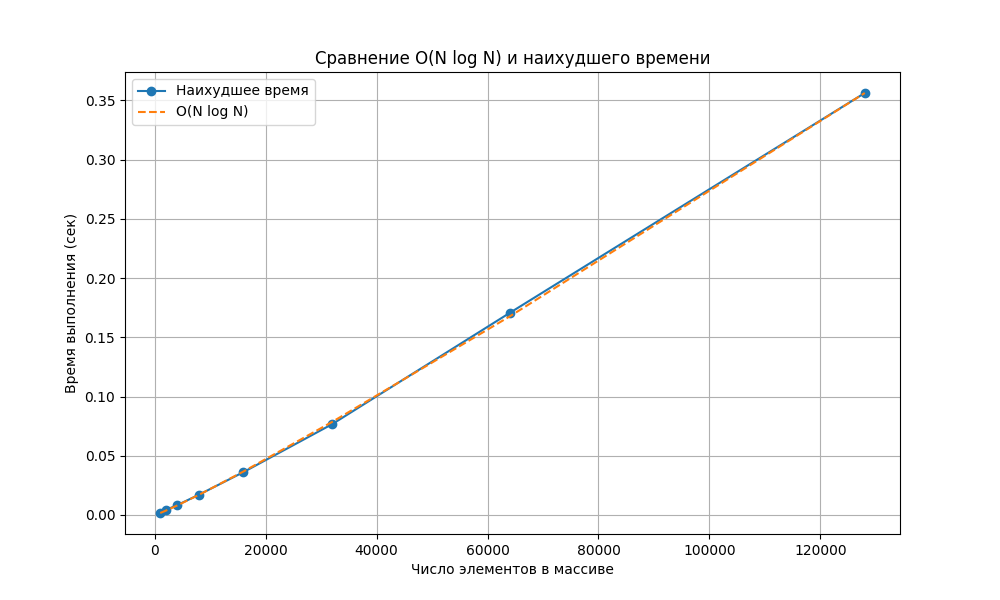 Сравнение O(N log N) и наихудшего времени
Наихудшее время
O(N log N)
Время выполнения (сек)
0.35
0.30
0.25
0.20
0.15
0.10
0.05
0.00
0 20000 40000 60000 80000 100000 120000
Число элементов в массиве